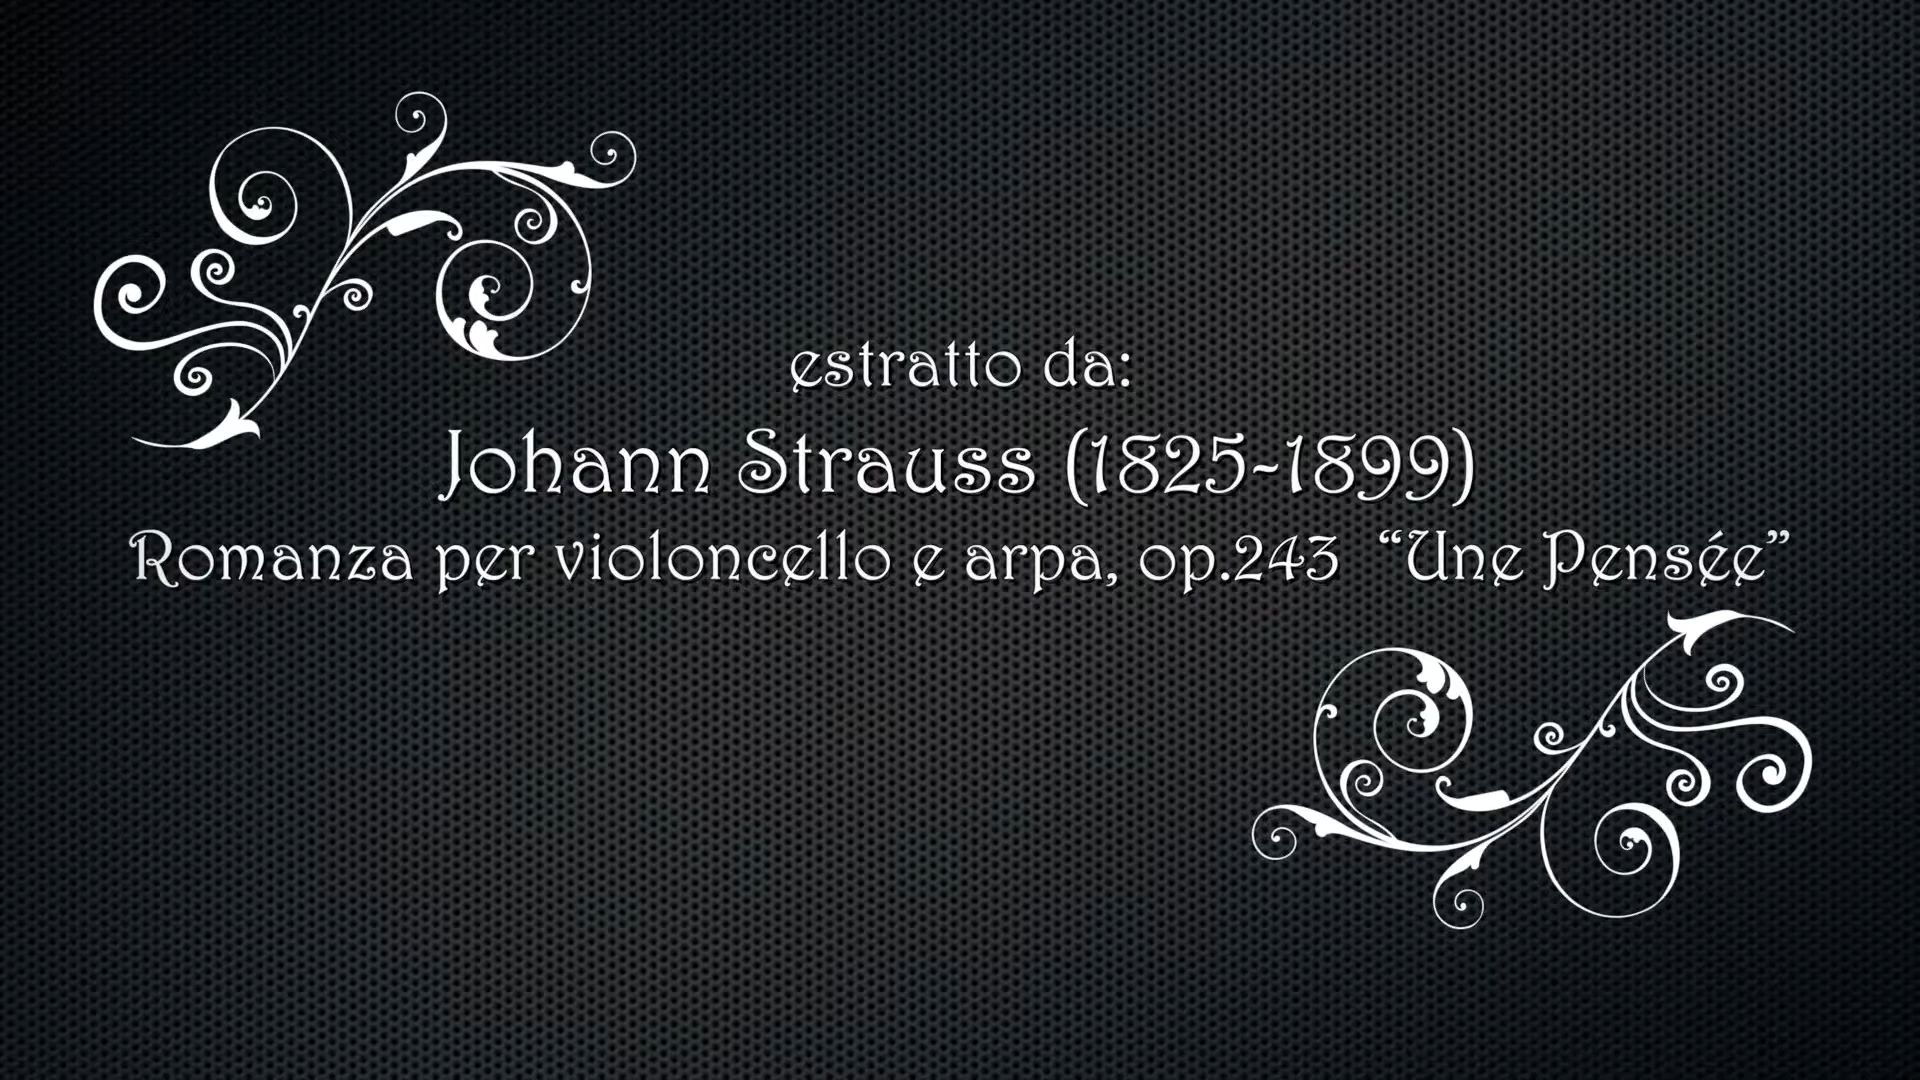 estratto da:
Johann Strauss (1825-1899)
Romanza per violoncello e arpa, op.243 “Une Pensée”